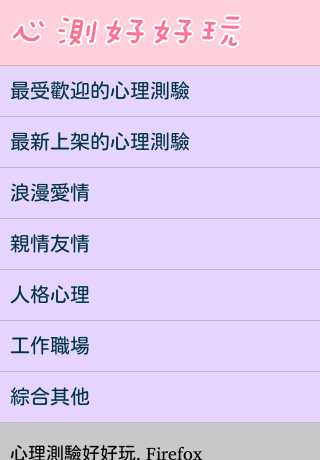 心測好好玩
最受歡迎的心理測驗
最新上架的心理測驗
浪漫愛情
親情友情
人格心理
工作職場
綜合其他
心理測驗好好玩, Firefox